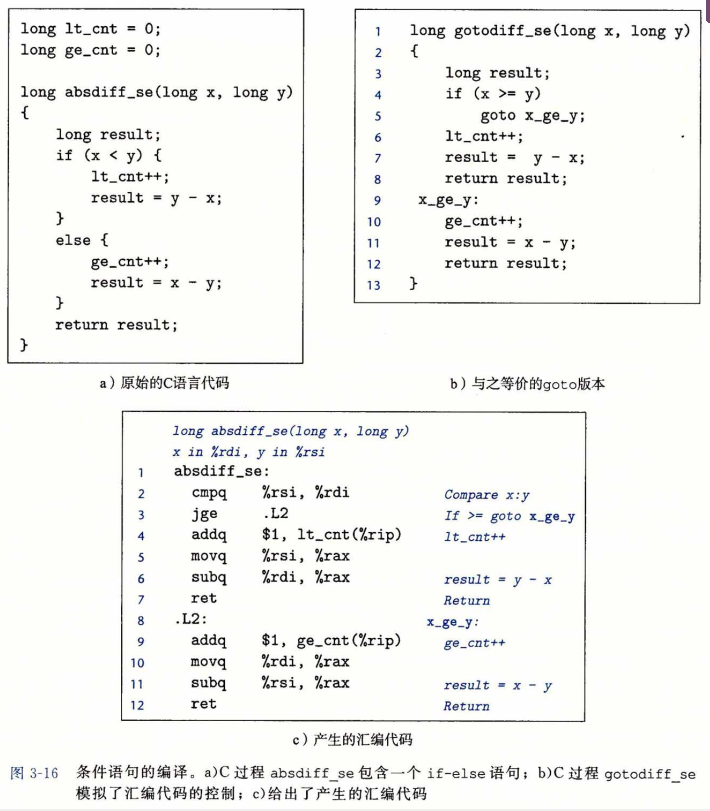 long lt_cnt = 0;
long ge_cnt = 0;
long absdiff_se(long x, long y)
{
    long result;
    if (x < y) {
        lt_cnt++;
        result = y - x;
    }
    else {
        ge_cnt++;
        result = x - y;
    }
    return result;
}
a）原始的C语言代码
1 long gotodiff_se(long x, long y)
2 {
3     long result;
4     if (x >= y)
5         goto x_ge_y;
6     lt_cnt++;
7     result =  y - x;
8     return result;
9  x_ge_y:
10     ge_cnt++;
11     result = x - y;
12     return result;
13 }
b）与之等价的goto版本
long absdiff_se(long x, long y)
x in %rdi, y in %rsi
1 absdiff_se:
2   cmpq    %rsi, %rdi    Compare x:y
3   jge     .L2    If >= goto x_ge_y
4   addq    $1, lt_cnt(%rip)    lt_cnt++
5   movq    %rsi, %rax
6   subq    %rdi, %rax    result = y - x
7   ret    Return
8 .L2:    x_ge_y:
9   addq    $1, ge_cnt(%rip)    ge_cnt++
10   movq    %rdi, %rax
11   subq    %rsi, %rax    result = x - y
12   ret    Return
c）产生的汇编代码
图 3-16 条件语句的编译。a)C 过程 absdiff_se 包含一个 if-else 语句；b)C 过程 gotodiff_se
模拟了汇编代码的控制；c)给出了产生的汇编代码